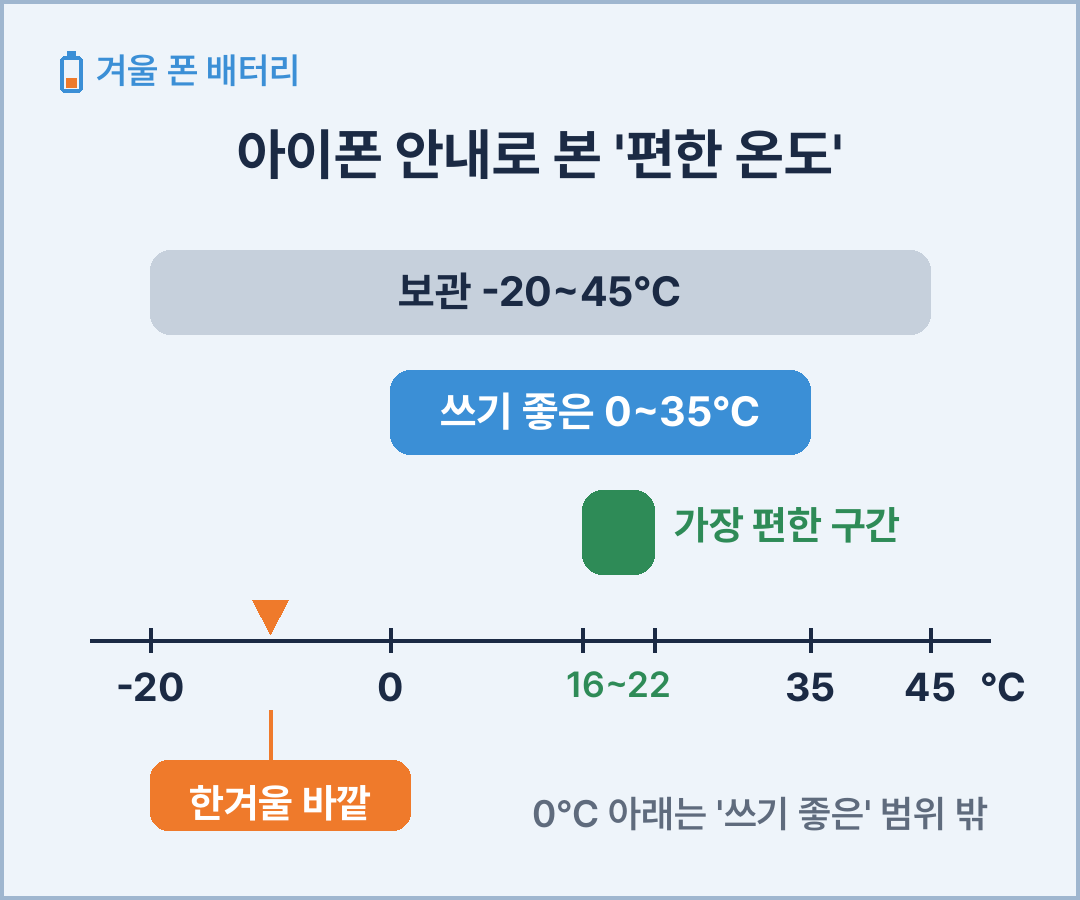 겨울 폰 배터리
아이폰 안내로 본 '편한 온도'
보관 -20~45°C
쓰기 좋은 0~35°C
가장 편한 구간
-20 0 16~22 35 45 °C
한겨울 바깥
0°C 아래는 '쓰기 좋은' 범위 밖